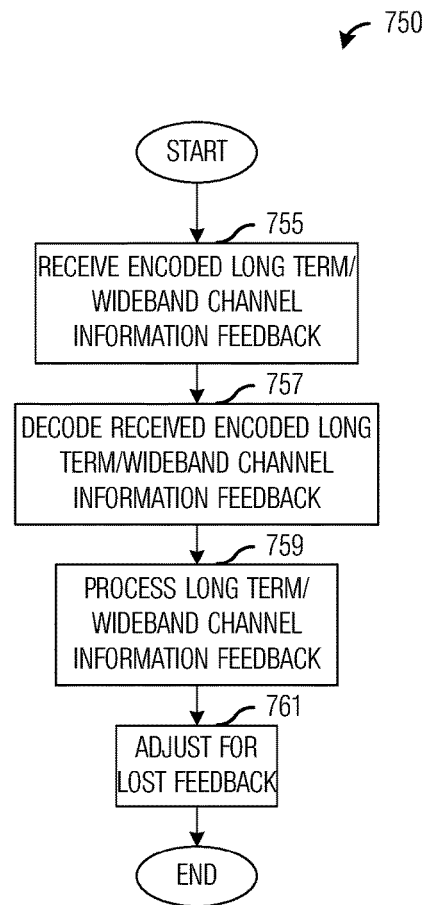 750
START
755
RECEIVE ENCODED LONG TERM/
WIDEBAND CHANNEL
INFORMATION FEEDBACK
757
DECODE RECEIVED ENCODED LONG
TERM/WIDEBAND CHANNEL
INFORMATION FEEDBACK
759
PROCESS LONG TERM/
WIDEBAND CHANNEL
INFORMATION FEEDBACK
761
ADJUST FOR
LOST FEEDBACK
END